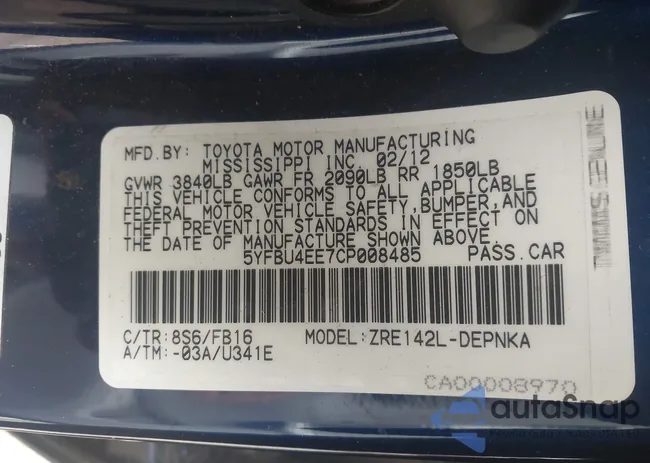 MFD.BY: TOYOTA MOTOR MANUFACTURING
MISSISSIPPI INC. 02/12
GVWR 3840LB GAWR FR 2090LB RR 1850LB
THIS VEHICLE CONFORMS TO ALL APPLICABLE
FEDERAL MOTOR VEHICLE SAFETY,BUMPER,AND
THEFT PREVENTION STANDARDS IN EFFECT ON
THE DATE OF MANUFACTURE SHOWN ABOVE.
5YFBU4EE7CP008485 PASS.CAR
C/TR:8S6/FB16 MODEL:ZRE142L-DEPNKA
A/TM:-03A/U341E
CA00008970
autoSnap